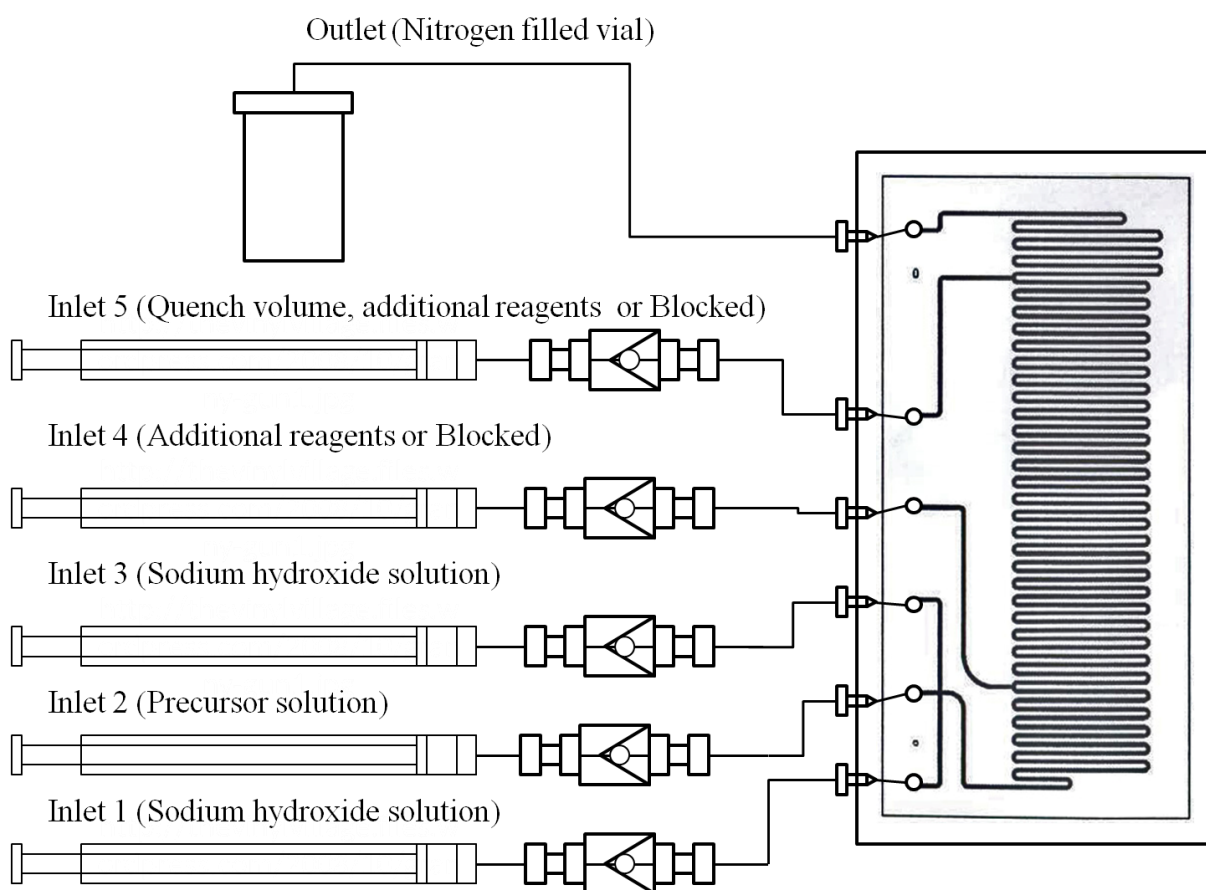 Outlet (Nitrogen filled vial)
Inlet 5 (Quench volume, additional reagents or Blocked)
Inlet 4 (Additional reagents or Blocked)
Inlet 3 (Sodium hydroxide solution)
Inlet 2 (Precursor solution)
Inlet 1 (Sodium hydroxide solution)